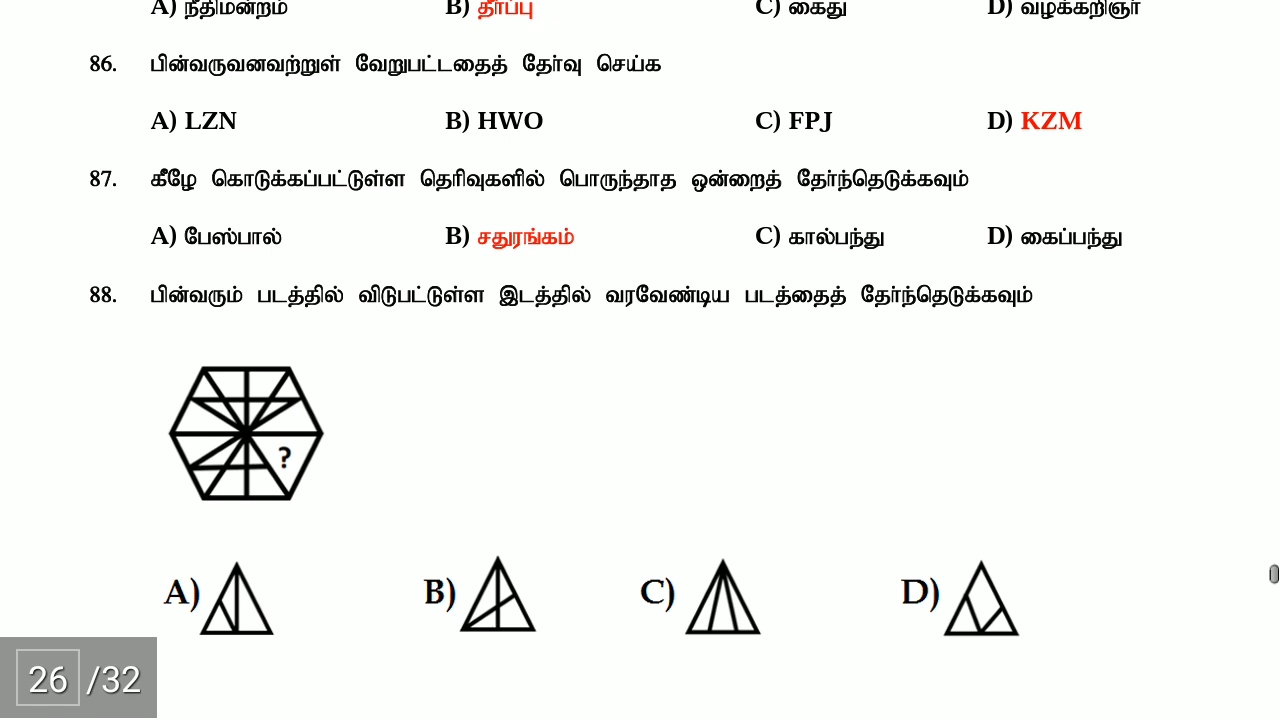 A) நீதிமன்றம் B) தீர்ப்பு C) கைது D) வழக்கறிஞர்
86. பின்வருவனவற்றுள் வேறுபட்டதைத் தேர்வு செய்க
A) LZN B) HWO C) FPJ D) KZM
87. கீழே கொடுக்கப்பட்டுள்ள தெரிவுகளில் பொருந்தாத ஒன்றைத் தேர்ந்தெடுக்கவும்
A) பேஸ்பால் B) சதுரங்கம் C) கால்பந்து D) கைப்பந்து
88. பின்வரும் படத்தில் விடுபட்டுள்ள இடத்தில் வரவேண்டிய படத்தைத் தேர்ந்தெடுக்கவும்
?
A) B) C) D)
26 /32